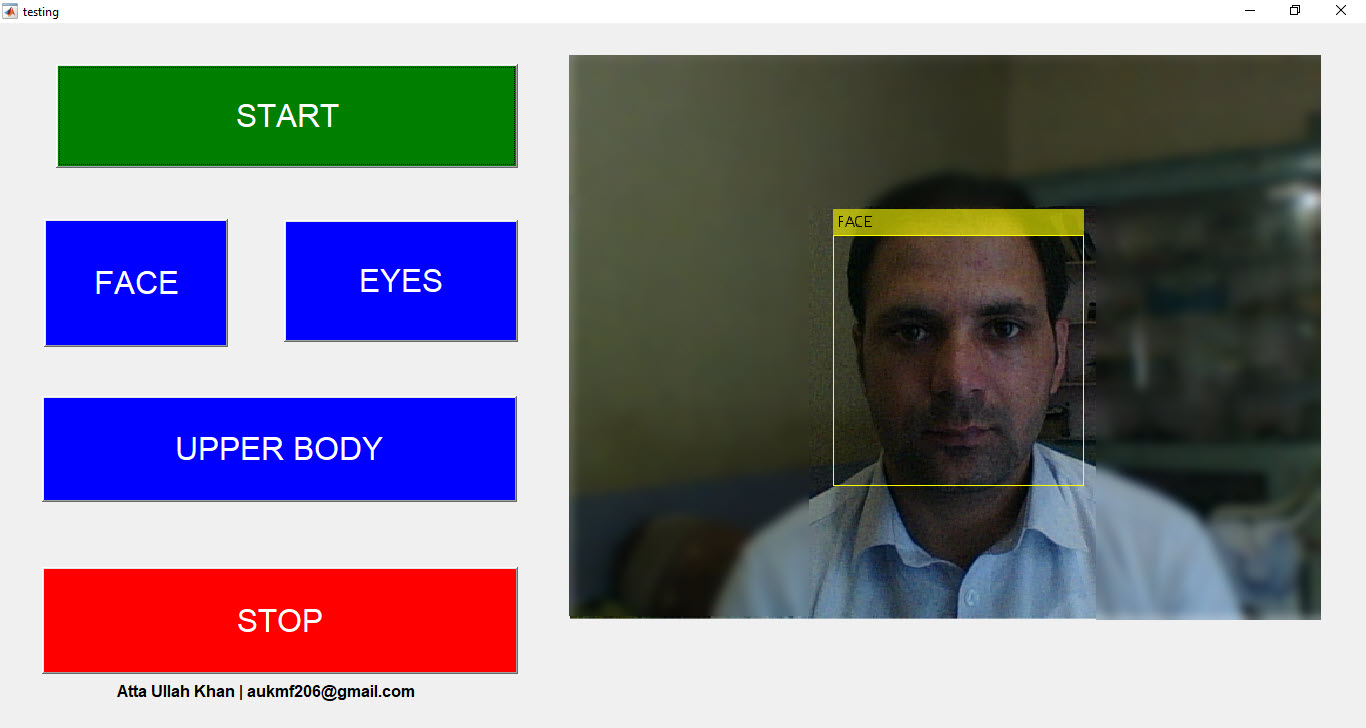 testing
START
FACE
FACE
EYES
UPPER BODY
STOP
Atta Ullah Khan | aukmf206@gmail.com